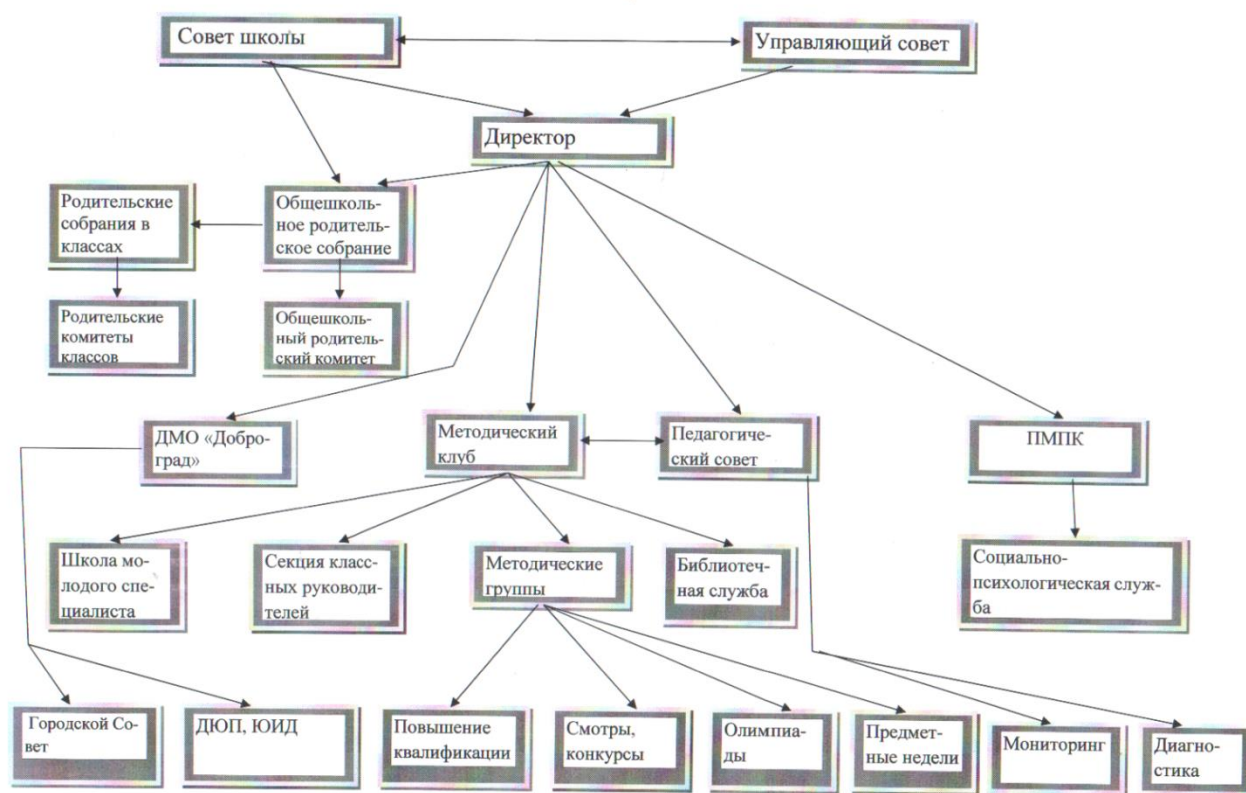 Совет школы
Управляющий совет
Директор
Родительские
собрания в
классах
Общешколь-
ное родитель-
ское собрание
Родительские
комитеты
классов
Общешколь-
ный родитель-
ский комитет
ДМО «Добро-
град»
Методический
клуб
Педагогиче-
ский совет
ПМПК
Школа мо-
лодого спе-
циалиста
Секция класс-
ных руководи-
телей
Методические
группы
Библиотеч-
ная служба
Социально-
психологическая служ-
ба
Городской Со-
вет
ДЮП, ЮИД
Повышение
квалификации
Смотры,
конкурсы
Олимпиа-
ды
Предмет-
ные недели
Мониторинг
Диагно-
стика